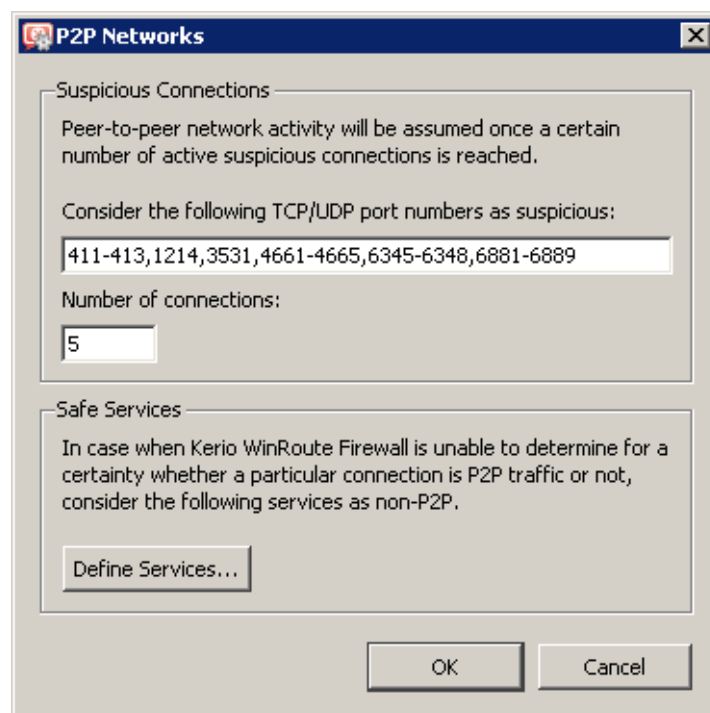 P2P Networks
Suspicious Connections
Peer-to-peer network activity will be assumed once a certain
number of active suspicious connections is reached.
Consider the following TCP/UDP port numbers as suspicious:
411-413,1214,3531,4661-4665,6345-6348,6881-6889
Number of connections:
5
Safe Services
In case when Kerio WinRoute Firewall is unable to determine for a
certainty whether a particular connection is P2P traffic or not,
consider the following services as non-P2P.
Define Services...
OK Cancel